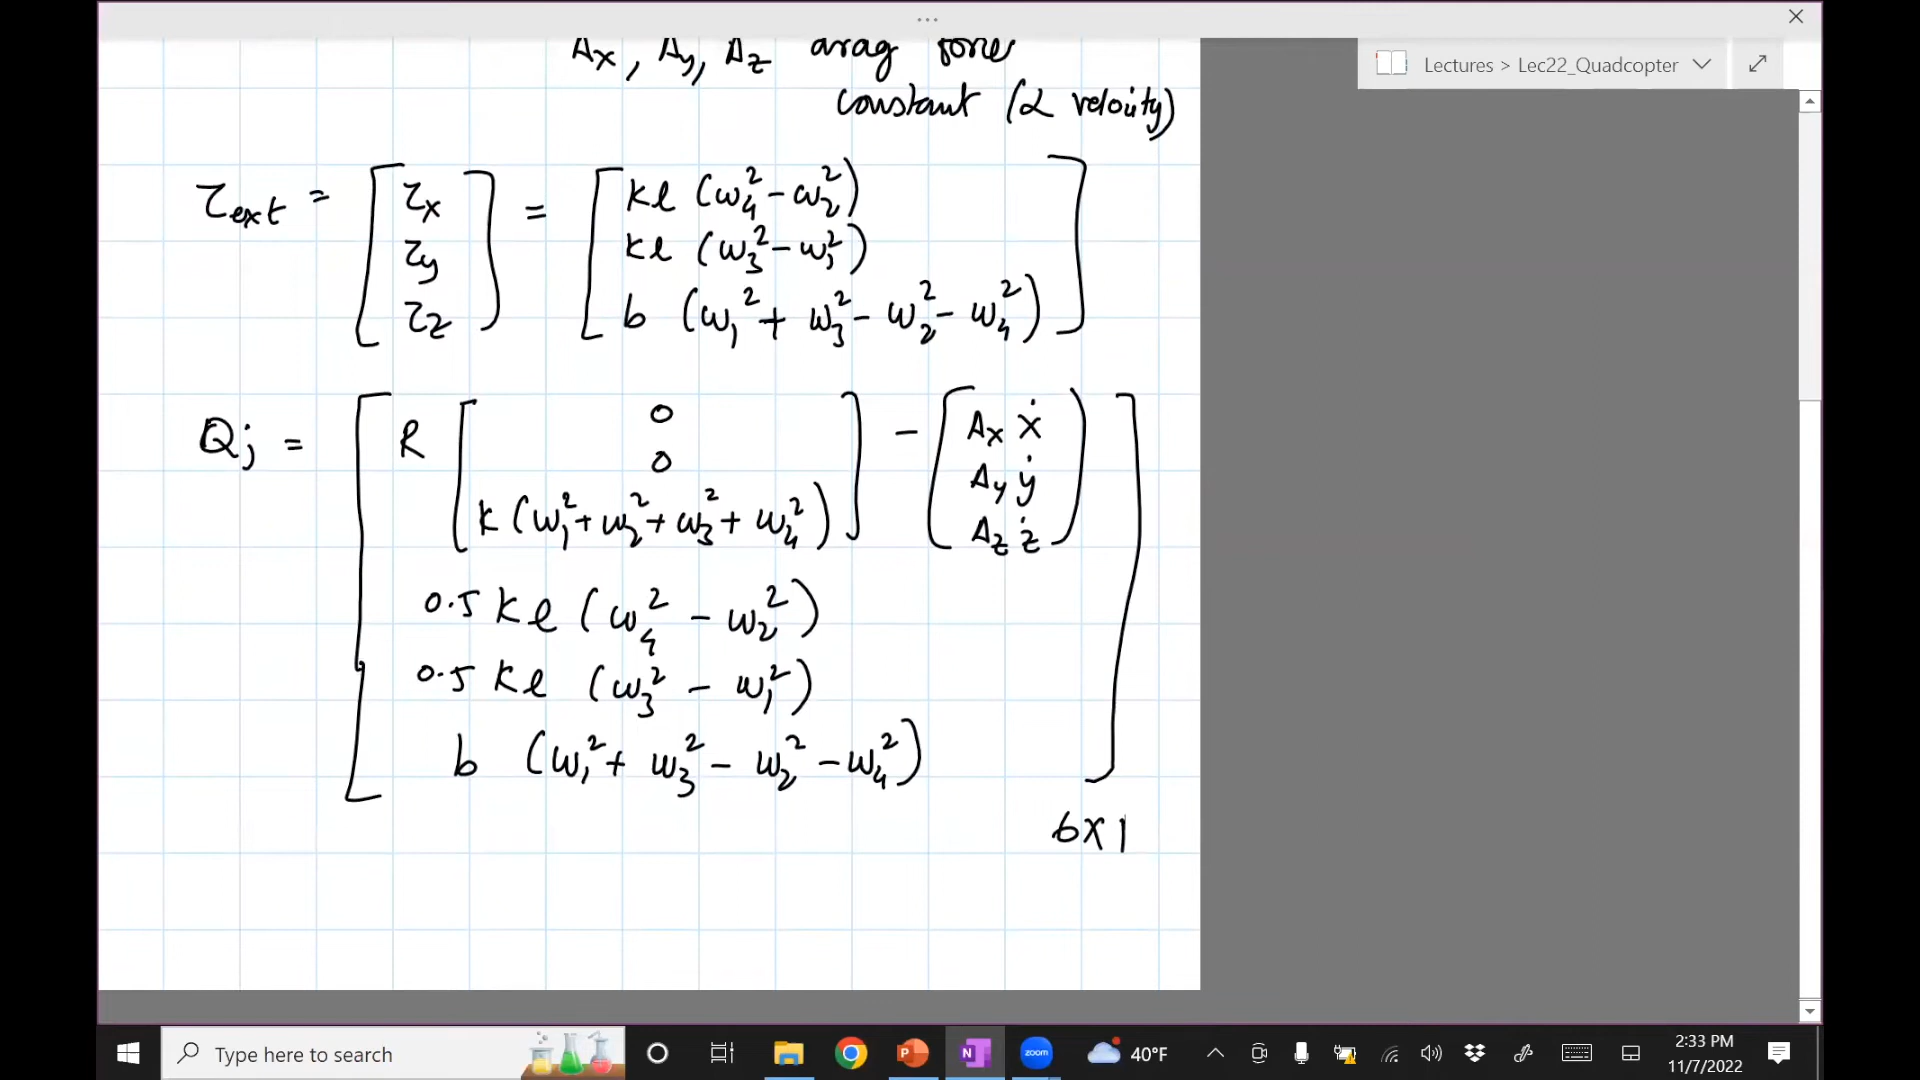 Lectures > Lec22_Quadcopter
Ax, Ay, Az drag force
constant (α velocity)
τext = [τx τy τz] = [kl (ω4² - ω2²)
kl (ω3² - ω1²)
b (ω1² + ω3² - ω2² - ω4²)]
Qj = [R [0
0
k (ω1² + ω2² + ω3² + ω4²)] - (Ax ẋ
Ay ẏ
Az ż)
0.5 kl (ω4² - ω2²)
0.5 kl (ω3² - ω1²)
b (ω1² + ω3² - ω2² - ω4²)]
6X1
Type here to search
zoom
40°F
2:33 PM
11/7/2022